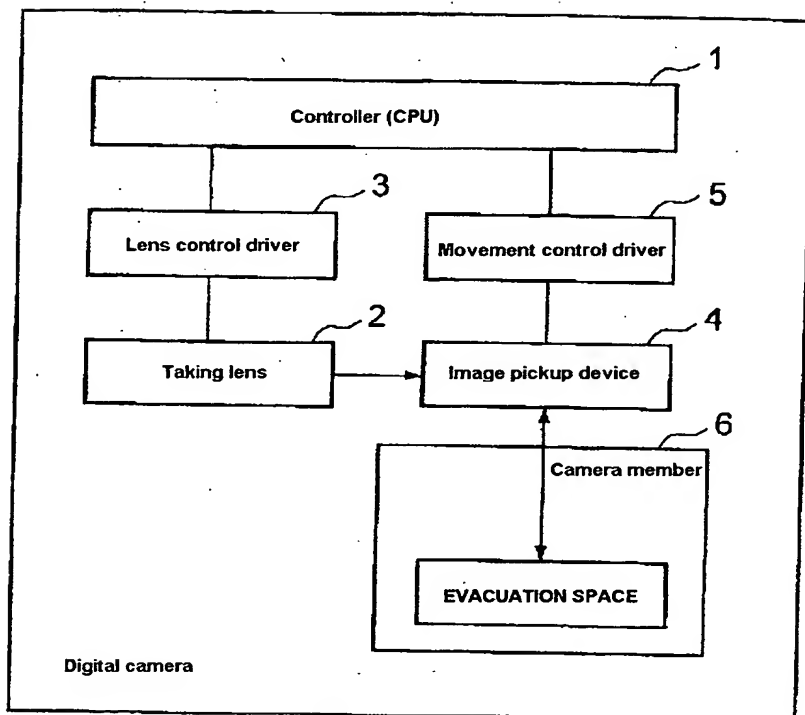 1
Controller (CPU)
3
5
Lens control driver
Movement control driver
2
4
Taking lens
Image pickup device
6
Camera member
EVACUATION SPACE
Digital camera